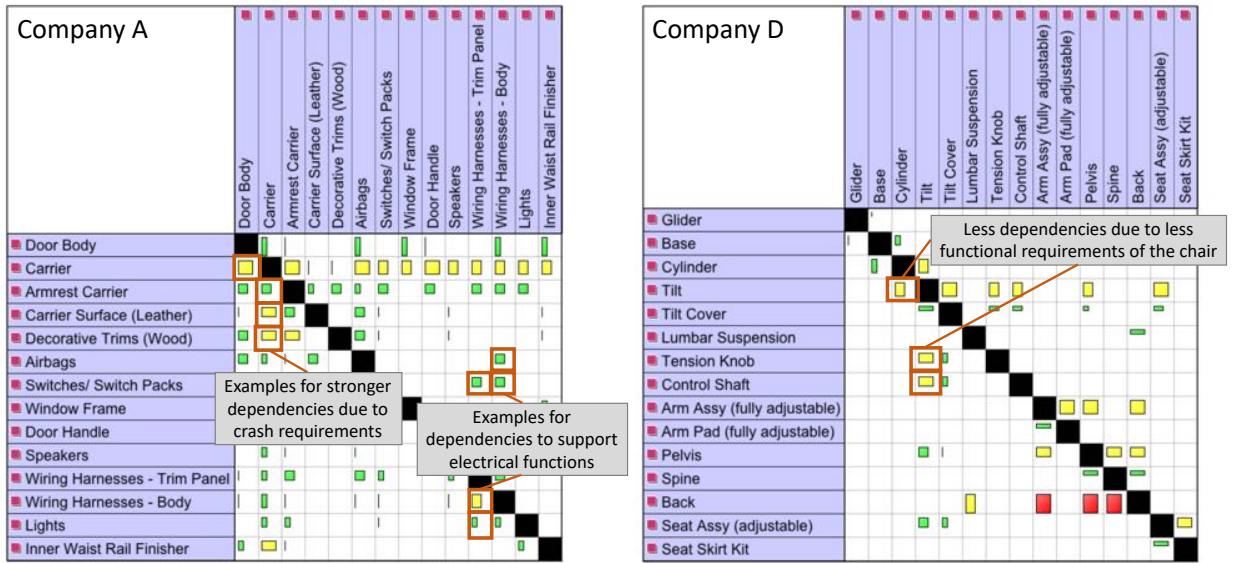 Company A
Door Body
Carrier
Armrest Carrier
Carrier Surface (Leather)
Decorative Trims (Wood)
Airbags
Switches/ Switch Packs
Window Frame
Door Handle
Speakers
Wiring Harnesses - Trim Panel
Wiring Harnesses - Body
Lights
Inner Waist Rail Finisher
Door Body
Carrier
Armrest Carrier
Carrier Surface (Leather)
Decorative Trims (Wood)
Airbags
Switches/ Switch Packs
Window Frame
Door Handle
Speakers
Wiring Harnesses - Trim Panel
Wiring Harnesses - Body
Lights
Inner Waist Rail Finisher
Examples for stronger
dependencies due to
crash requirements
Examples for
dependencies to support
electrical functions
Company D
Glider
Base
Cylinder
Tilt
Tilt Cover
Lumbar Suspension
Tension Knob
Control Shaft
Arm Assy (fully adjustable)
Arm Pad (fully adjustable)
Pelvis
Spine
Back
Seat Assy (adjustable)
Seat Skirt Kit
Glider
Base
Cylinder
Tilt
Tilt Cover
Lumbar Suspension
Tension Knob
Control Shaft
Arm Assy (fully adjustable)
Arm Pad (fully adjustable)
Pelvis
Spine
Back
Seat Assy (adjustable)
Seat Skirt Kit
Less dependencies due to less
functional requirements of the chair